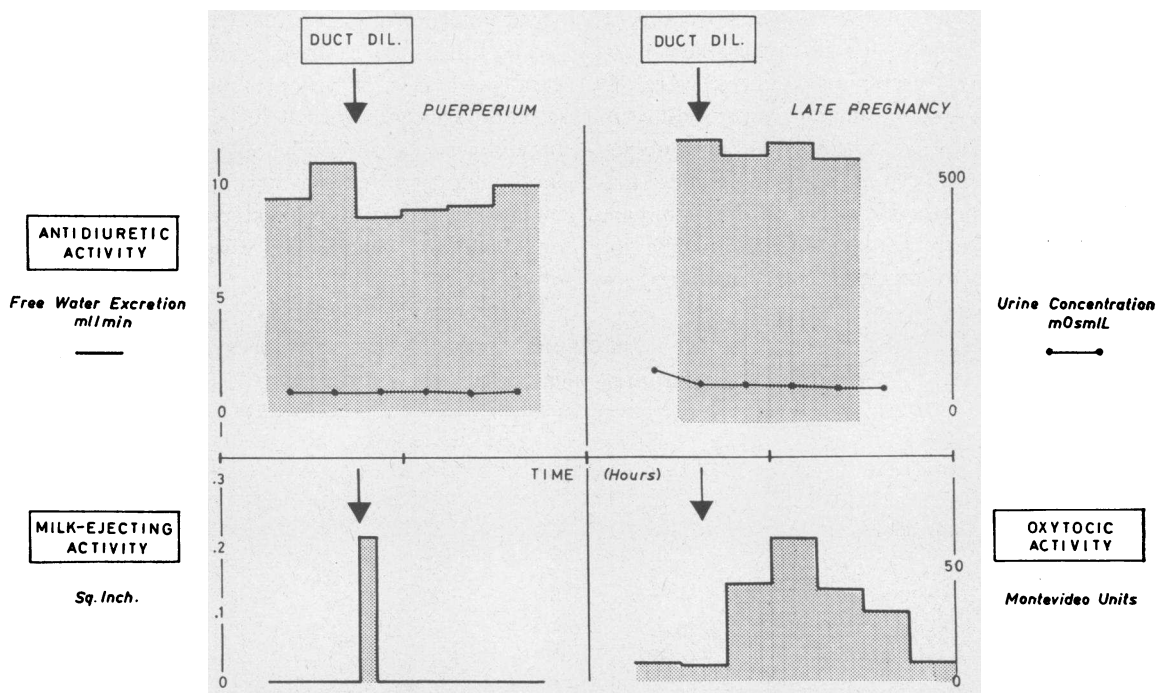 DUCT DIL.
DUCT DIL.
PUERPERIUM
LATE PREGNANCY
10
500
ANTIDIURETIC
ACTIVITY
Free Water Excretion
ml/min
5
Urine Concentration
mOsm/L
0
0
TIME (Hours)
.3
MILK-EJECTING
ACTIVITY
.2
OXYTOCIC
ACTIVITY
50
Sq. Inch.
.1
Montevideo Units
0
0